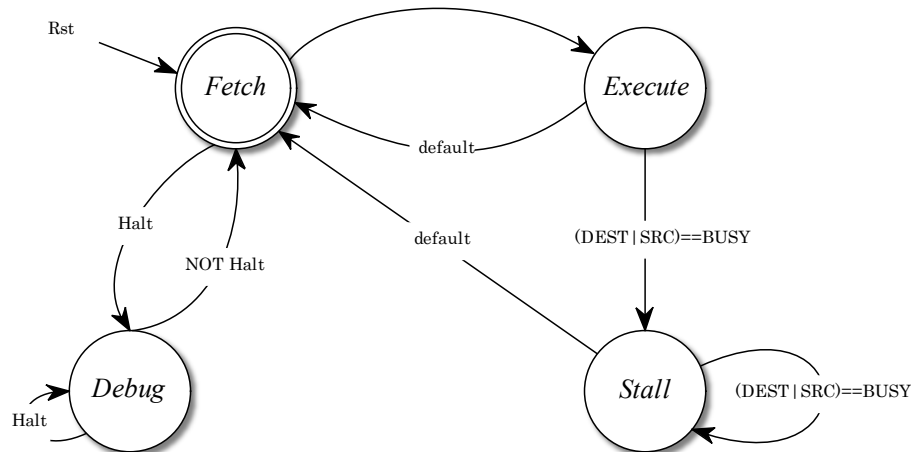 Rst
Fetch
Execute
default
Halt
default
(DEST|SRC)==BUSY
NOT Halt
Debug
Stall
(DEST|SRC)==BUSY
Halt